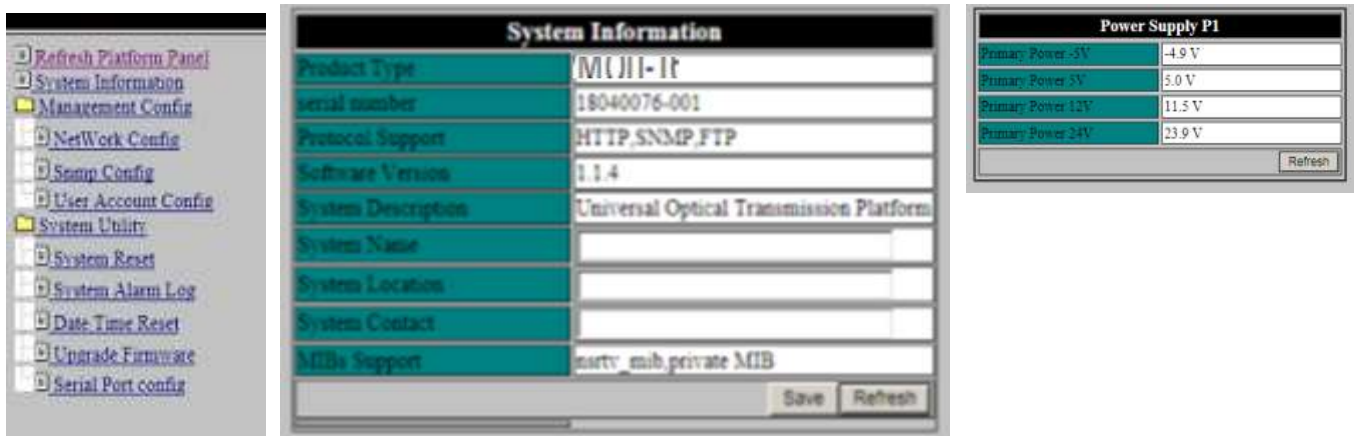 Refresh Platform Panel
System Information
Management Config
NetWork Config
Snmp Config
User Account Config
System Utility
System Reset
System Alarm Log
Date Time Reset
Upgrade Firmware
Serial Port config
System Information
Product Type
serial number 18040076-001
Protocol Support HTTP,SNMP,FTP
Software Version 1.1.4
System Description Universal Optical Transmission Platform
System Name
System Location
System Contact
MIBs Support nsrtv_mib,private MIB
Save Refresh
Power Supply P1
Primary Power -5V -4.9 V
Primary Power 5V 5.0 V
Primary Power 12V 11.5 V
Primary Power 24V 23.9 V
Refresh